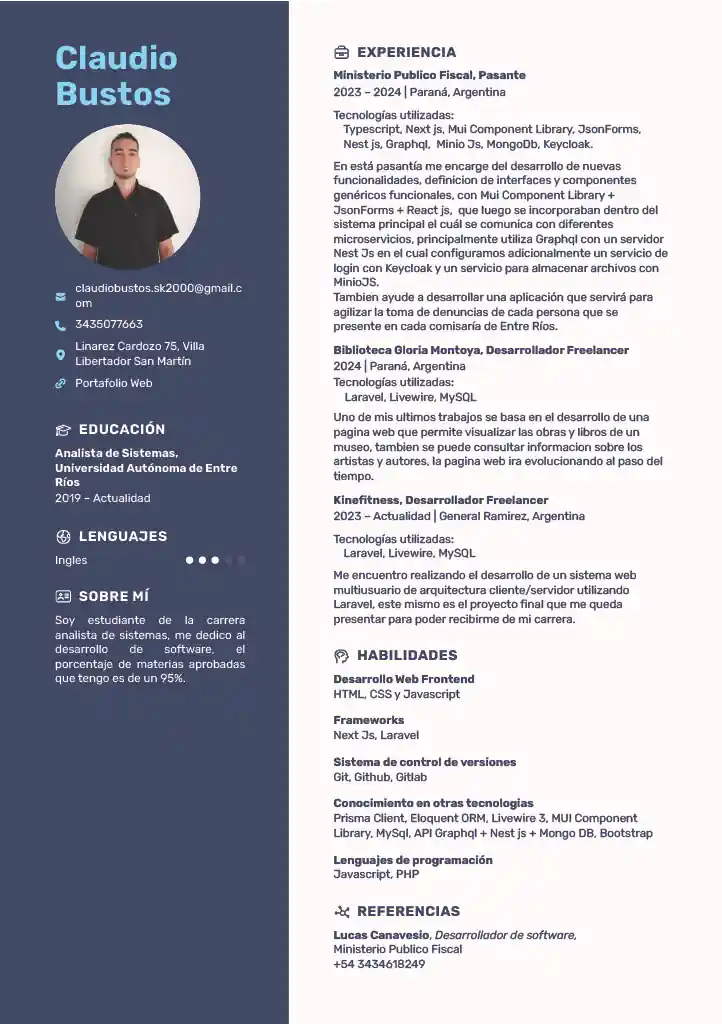 Claudio
Bustos
claudiobustos.sk2000@gmail.c
om
3435077663
Linarez Cardozo 75, Villa
Libertador San Martín
Portafolio Web
EDUCACIÓN
Analista de Sistemas,
Universidad Autónoma de Entre
Ríos
2019 – Actualidad
LENGUAJES
Ingles
SOBRE MÍ
Soy estudiante de la carrera
analista de sistemas, me dedico al
desarrollo de software, el
porcentaje de materias aprobadas
que tengo es de un 95%.
EXPERIENCIA
Ministerio Publico Fiscal, Pasante
2023 – 2024 | Paraná, Argentina
Tecnologías utilizadas:
Typescript, Next js, Mui Component Library, JsonForms,
Nest js, Graphql, Minio Js, MongoDb, Keycloak.
En está pasantía me encarge del desarrollo de nuevas
funcionalidades, definicion de interfaces y componentes
genéricos funcionales, con Mui Component Library +
JsonForms + React js, que luego se incorporaban dentro del
sistema principal el cuál se comunica con diferentes
microservicios, principalmente utiliza Graphql con un servidor
Nest Js en el cual configuramos adicionalmente un servicio de
login con Keycloak y un servicio para almacenar archivos con
MinioJS.
Tambien ayude a desarrollar una aplicación que servirá para
agilizar la toma de denuncias de cada persona que se
presente en cada comisaría de Entre Ríos.
Biblioteca Gloria Montoya, Desarrollador Freelancer
2024 | Paraná, Argentina
Tecnologías utilizadas:
Laravel, Livewire, MySQL
Uno de mis ultimos trabajos se basa en el desarrollo de una
pagina web que permite visualizar las obras y libros de un
museo, tambien se puede consultar informacion sobre los
artistas y autores, la pagina web ira evolucionando al paso del
tiempo.
Kinefitness, Desarrollador Freelancer
2023 – Actualidad | General Ramirez, Argentina
Tecnologías utilizadas:
Laravel, Livewire, MySQL
Me encuentro realizando el desarrollo de un sistema web
multiusuario de arquitectura cliente/servidor utilizando
Laravel, este mismo es el proyecto final que me queda
presentar para poder recibirme de mi carrera.
HABILIDADES
Desarrollo Web Frontend
HTML, CSS y Javascript
Frameworks
Next Js, Laravel
Sistema de control de versiones
Git, Github, Gitlab
Conocimiento en otras tecnologias
Prisma Client, Eloquent ORM, Livewire 3, MUI Component
Library, MySql, API Graphql + Nest js + Mongo DB, Bootstrap
Lenguajes de programación
Javascript, PHP
REFERENCIAS
Lucas Canavesio, Desarrollador de software,
Ministerio Publico Fiscal
+54 3434618249